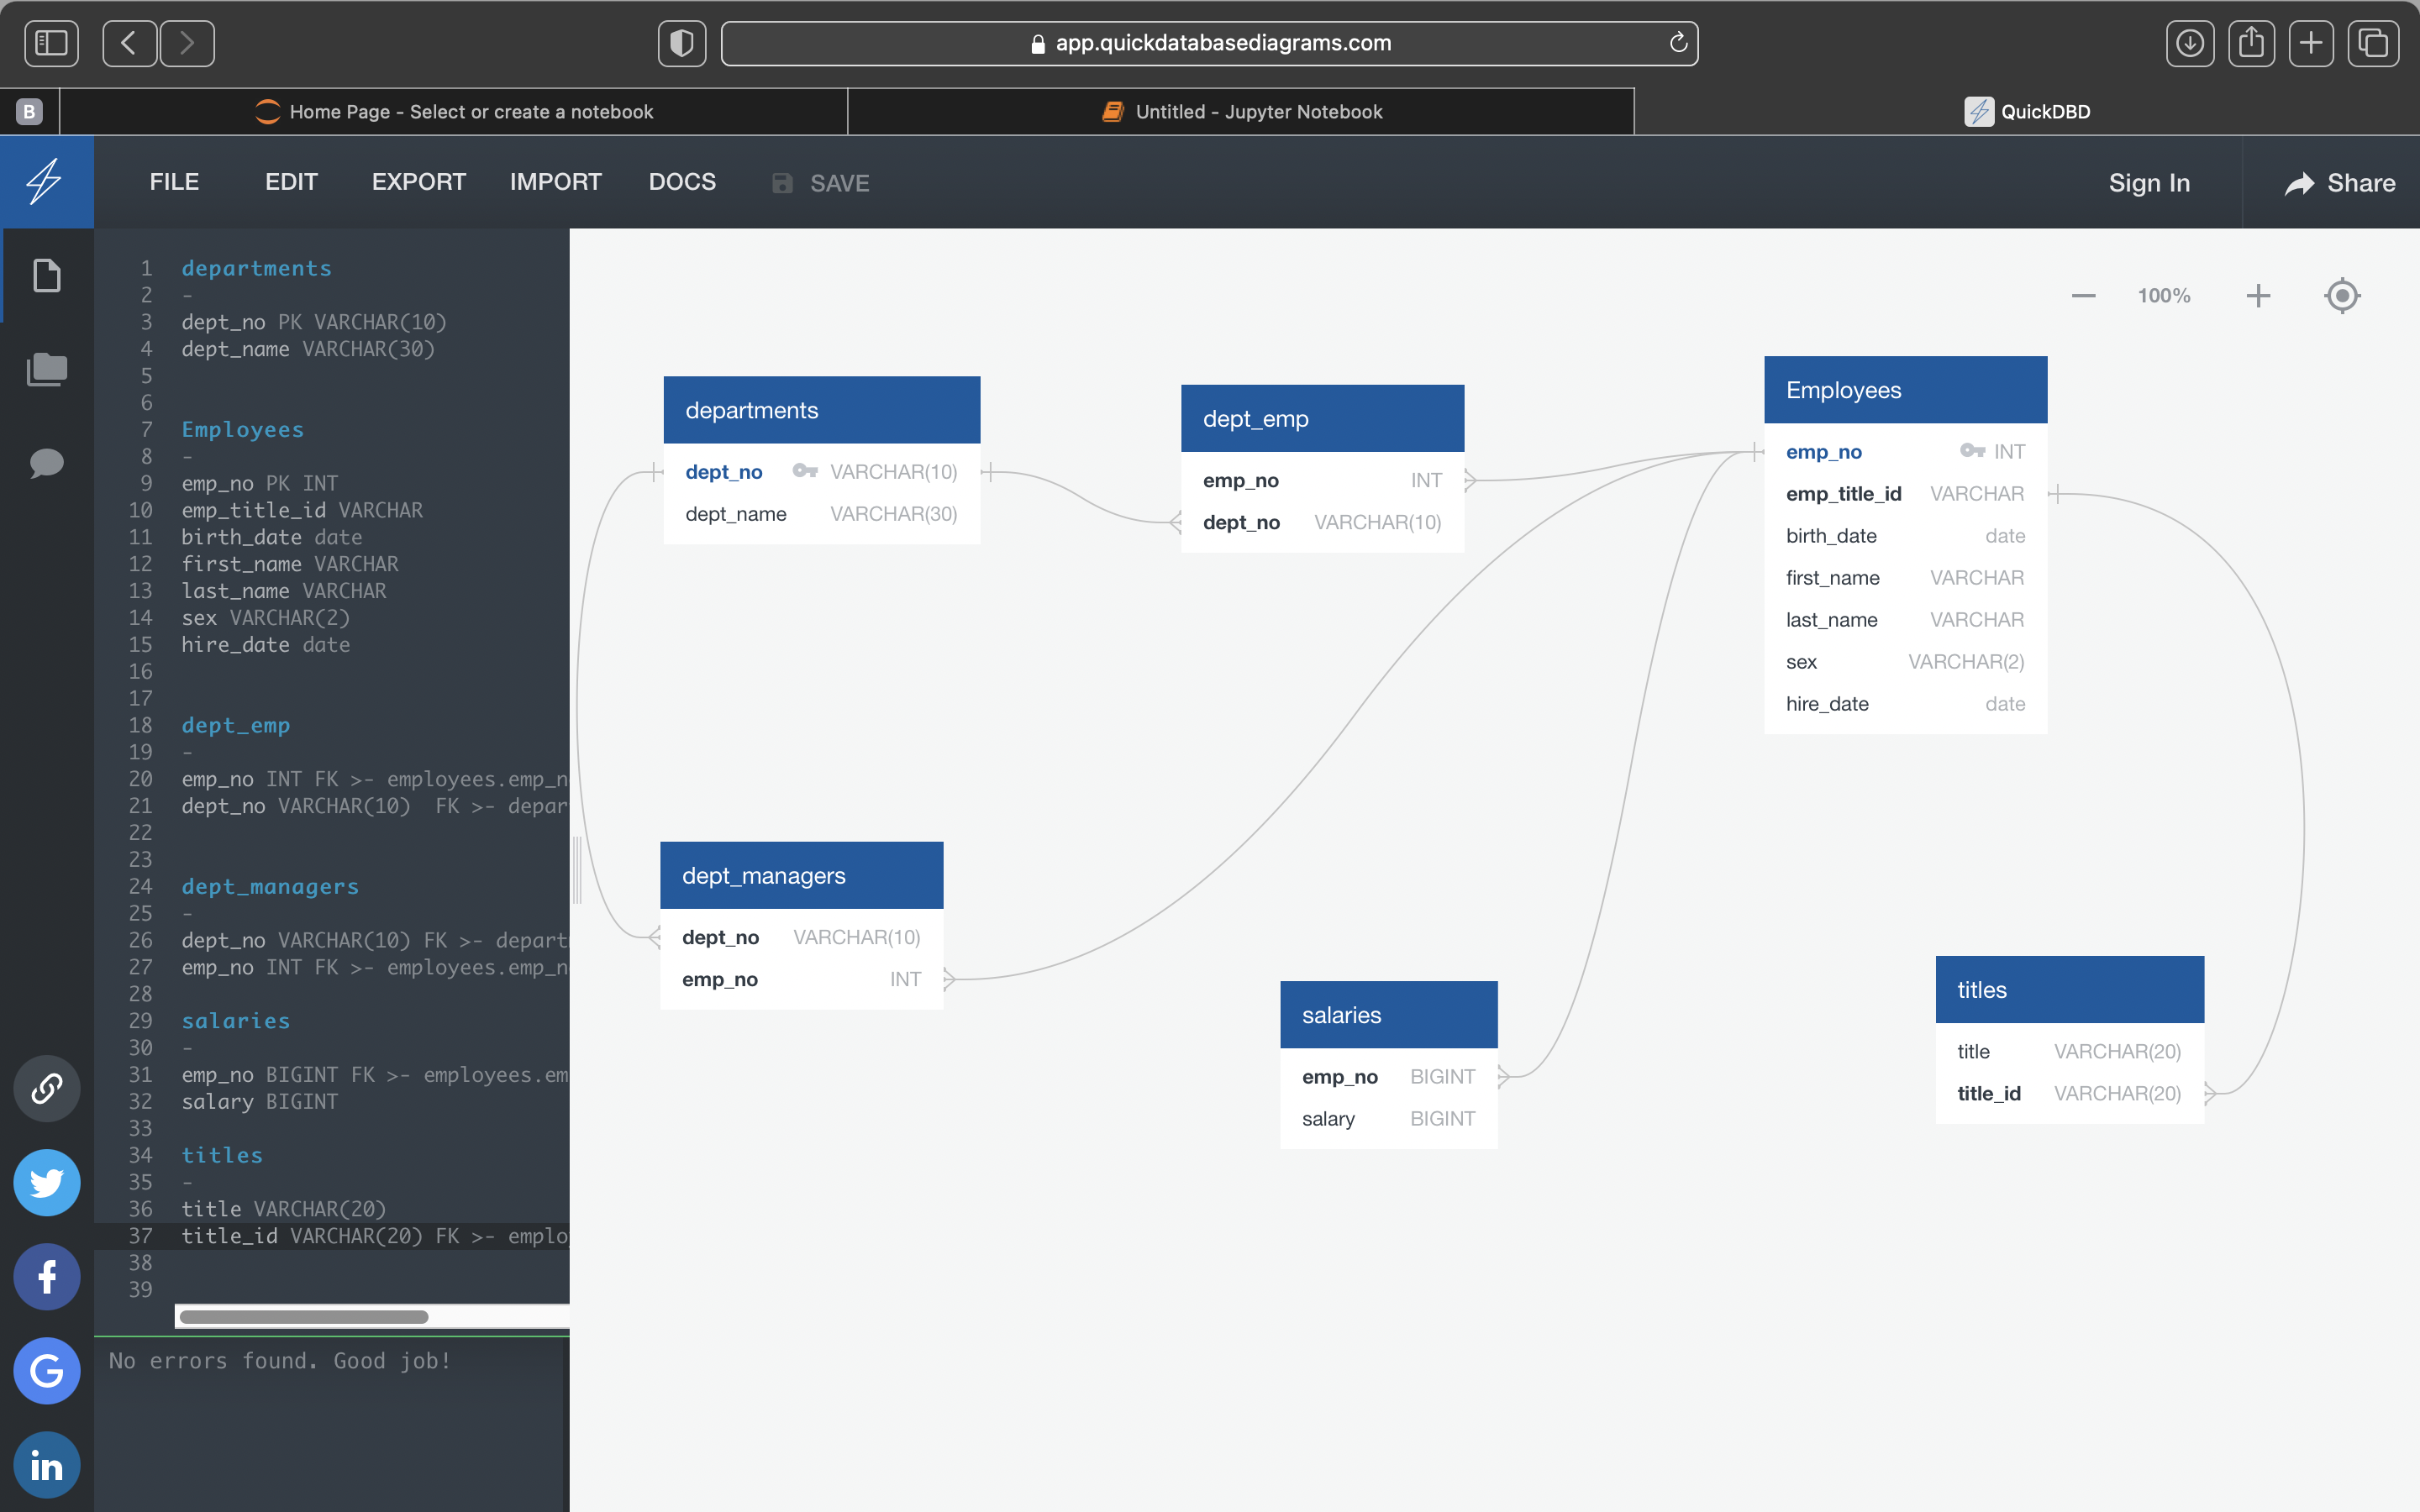 app.quickdatabasediagrams.com
B
Home Page - Select or create a notebook
Untitled - Jupyter Notebook
QuickDBD
FILE EDIT EXPORT IMPORT DOCS SAVE
Sign In
Share
1 departments
2 -
3 dept_no PK VARCHAR(10)
4 dept_name VARCHAR(30)
5
6
7 Employees
8 -
9 emp_no PK INT
10 emp_title_id VARCHAR
11 birth_date date
12 first_name VARCHAR
13 last_name VARCHAR
14 sex VARCHAR(2)
15 hire_date date
16
17
18 dept_emp
19 -
20 emp_no INT FK >- employees.emp_n
21 dept_no VARCHAR(10)  FK >- depar
22
23
24 dept_managers
25 -
26 dept_no VARCHAR(10) FK >- depart
27 emp_no INT FK >- employees.emp_n
28
29 salaries
30 -
31 emp_no BIGINT FK >- employees.em
32 salary BIGINT
33
34 titles
35 -
36 title VARCHAR(20)
37 title_id VARCHAR(20) FK >- emplo
38
39
No errors found. Good job!
f
G
in
100%
departments
dept_no VARCHAR(10)
dept_name VARCHAR(30)
dept_emp
emp_no INT
dept_no VARCHAR(10)
Employees
emp_no INT
emp_title_id VARCHAR
birth_date date
first_name VARCHAR
last_name VARCHAR
sex VARCHAR(2)
hire_date date
dept_managers
dept_no VARCHAR(10)
emp_no INT
salaries
emp_no BIGINT
salary BIGINT
titles
title VARCHAR(20)
title_id VARCHAR(20)